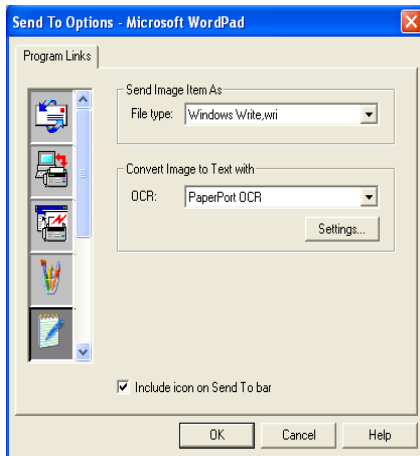 Send To Options - Microsoft WordPad
Program Links
Send Image Item As
File type: Windows Write,wri
Convert Image to Text with
OCR: PaperPort OCR
Settings...
Include icon on Send To bar
OK Cancel Help